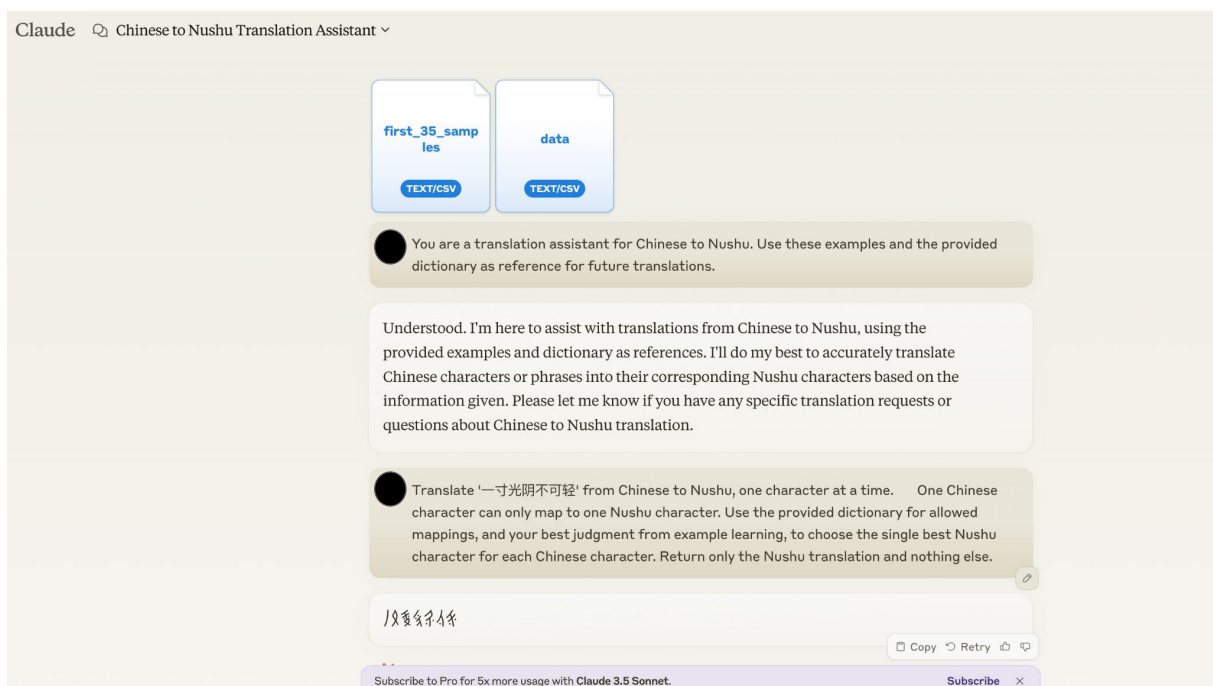 Claude Chinese to Nushu Translation Assistant
first_35_samp
les
TEXT/CSV
data
TEXT/CSV
You are a translation assistant for Chinese to Nushu. Use these examples and the provided
dictionary as reference for future translations.
Understood. I'm here to assist with translations from Chinese to Nushu, using the
provided examples and dictionary as references. I'll do my best to accurately translate
Chinese characters or phrases into their corresponding Nushu characters based on the
information given. Please let me know if you have any specific translation requests or
questions about Chinese to Nushu translation.
Translate '一寸光阴不可轻' from Chinese to Nushu, one character at a time. One Chinese
character can only map to one Nushu character. Use the provided dictionary for allowed
mappings, and your best judgment from example learning, to choose the single best Nushu
character for each Chinese character. Return only the Nushu translation and nothing else.
Copy Retry
Subscribe to Pro for 5x more usage with Claude 3.5 Sonnet. Subscribe